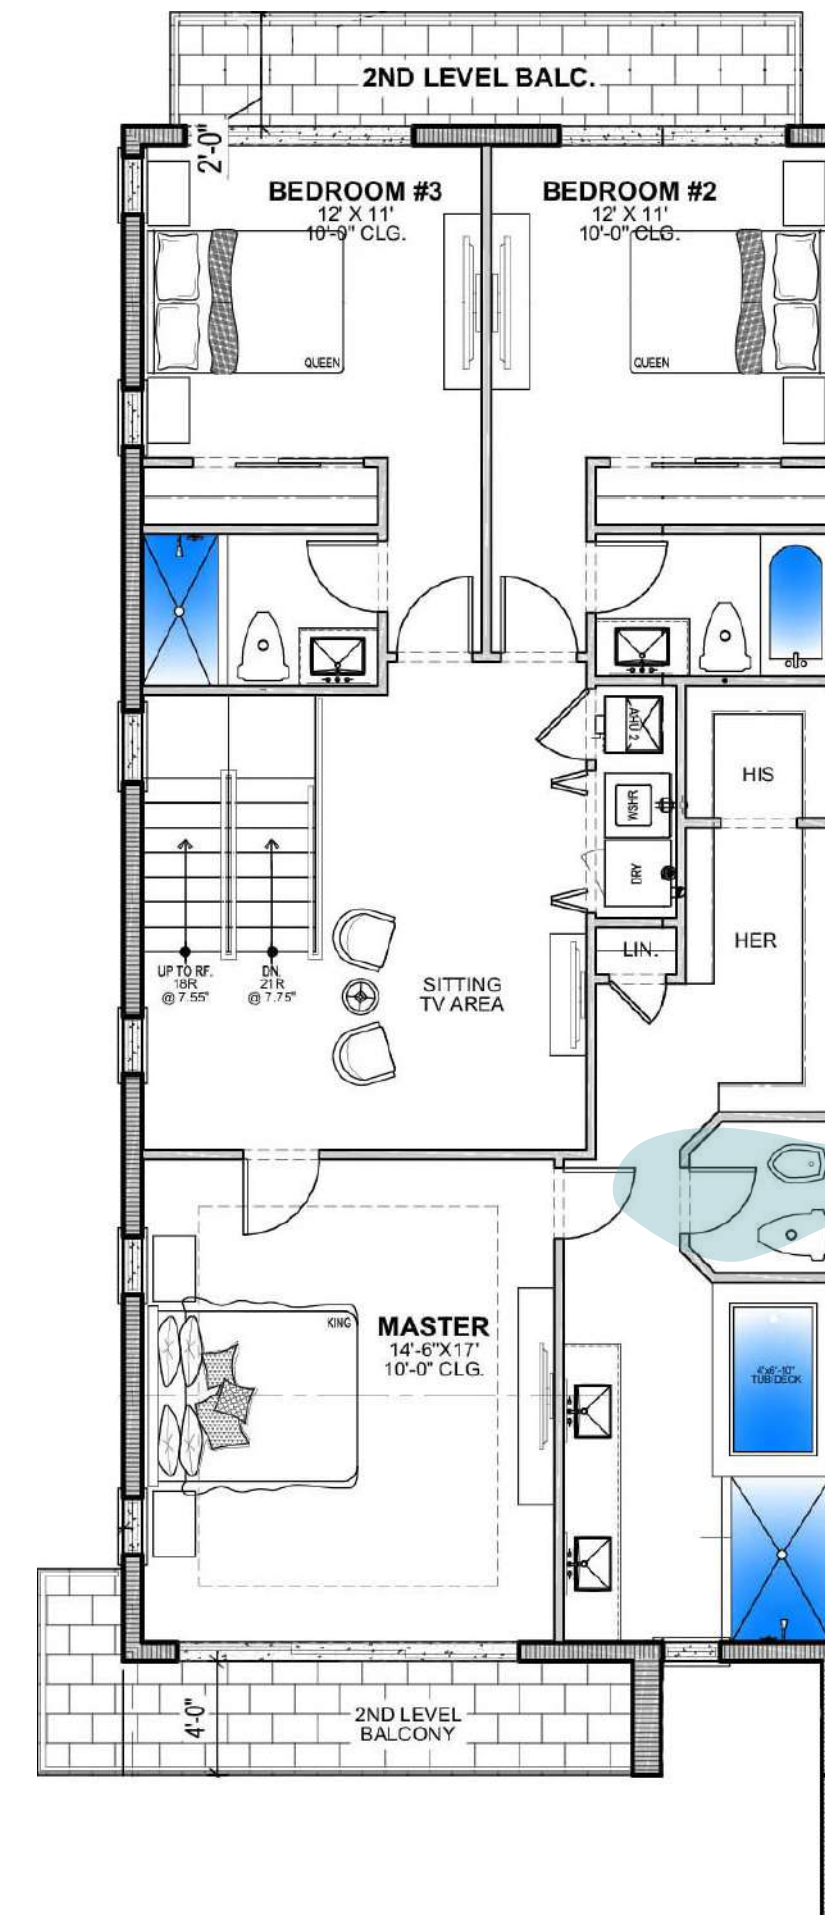 2ND LEVEL BALC.
2'-0"
BEDROOM #3
12' X 11'
10'-0" CLG.
BEDROOM #2
12' X 11'
10'-0" CLG.
QUEEN
QUEEN
AHU 2
WSHR
DRY
HIS
HER
LIN.
UP TO RF.
18R
@ 7.55"
DN.
21R
@ 7.75"
SITTING
TV AREA
KING
MASTER
14'-6"X17'
10'-0" CLG.
4'x6'-10"
TUB DECK
4'-0"
2ND LEVEL
BALCONY